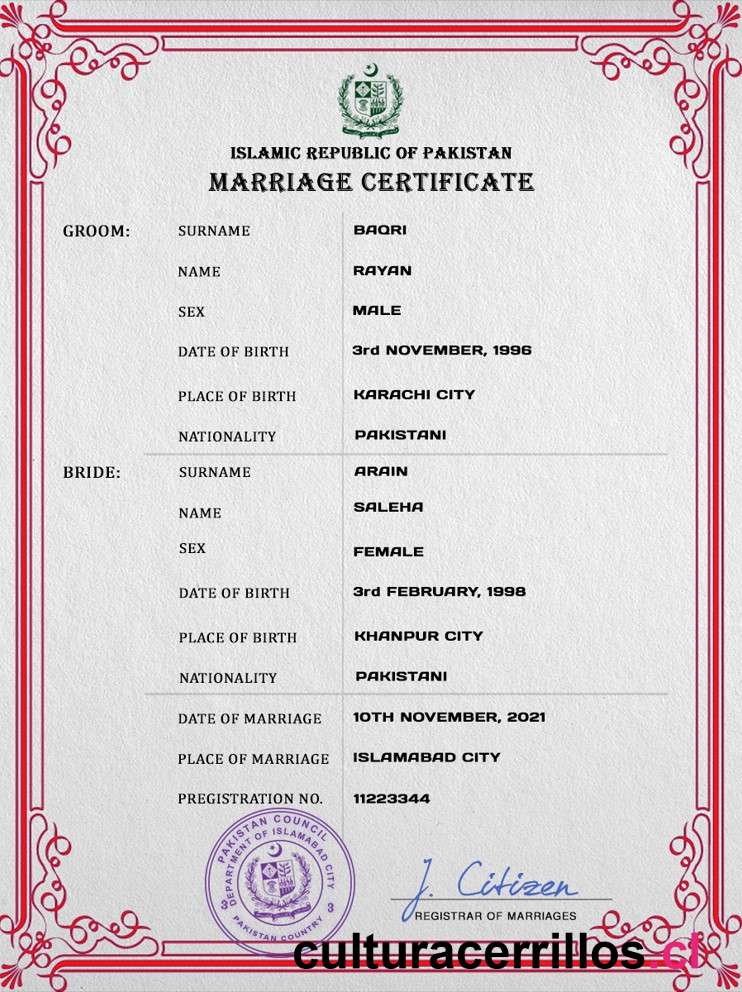 ISLAMIC REPUBLIC OF PAKISTAN
MARRIAGE CERTIFICATE
GROOM: SURNAME BAQRI
NAME RAYAN
SEX MALE
DATE OF BIRTH 3rd NOVEMBER, 1996
PLACE OF BIRTH KARACHI CITY
NATIONALITY PAKISTANI
BRIDE: SURNAME ARAIN
NAME SALEHA
SEX FEMALE
DATE OF BIRTH 3rd FEBRUARY, 1998
PLACE OF BIRTH KHANPUR CITY
NATIONALITY PAKISTANI
DATE OF MARRIAGE 10TH NOVEMBER, 2021
PLACE OF MARRIAGE ISLAMABAD CITY
PREGISTRATION NO. 11223344
PAKISTAN COUNCIL
DEPARTMENT OF ISLAMABAD CITY
3 3
PAKISTAN COUNTRY
J. Citizen
REGISTRAR OF MARRIAGES
culturacerrillos.cl